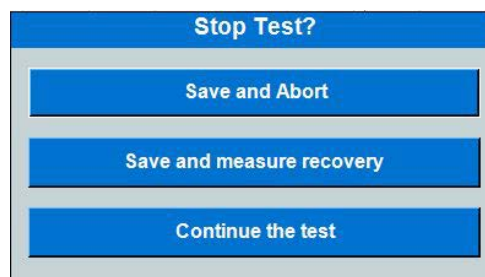 Stop Test?
Save and Abort
Save and measure recovery
Continue the test